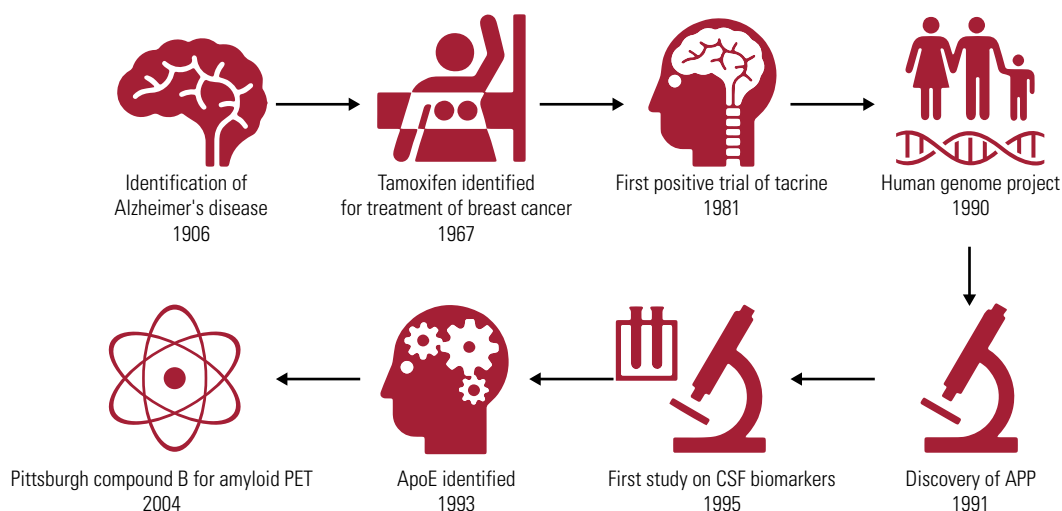 Identification of
Alzheimer's disease
1906
Tamoxifen identified
for treatment of breast cancer
1967
First positive trial of tacrine
1981
Human genome project
1990
Discovery of APP
1991
First study on CSF biomarkers
1995
ApoE identified
1993
Pittsburgh compound B for amyloid PET
2004